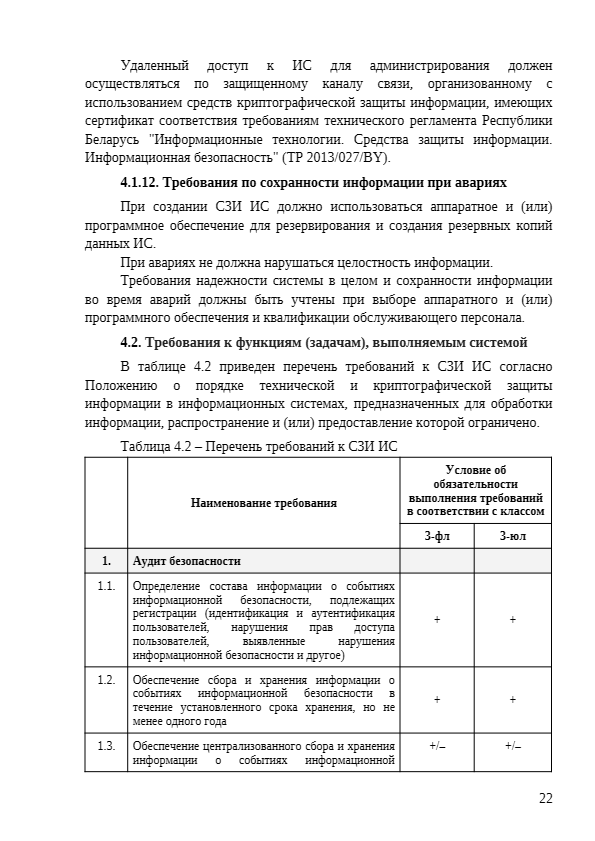 Удаленный доступ к ИС для администрирования должен
осуществляться по защищенному каналу связи, организованному с
использованием средств криптографической защиты информации, имеющих
сертификат соответствия требованиям технического регламента Республики
Беларусь "Информационные технологии. Средства защиты информации.
Информационная безопасность" (ТР 2013/027/BY).
4.1.12. Требования по сохранности информации при авариях
При создании СЗИ ИС должно использоваться аппаратное и (или)
программное обеспечение для резервирования и создания резервных копий
данных ИС.
При авариях не должна нарушаться целостность информации.
Требования надежности системы в целом и сохранности информации
во время аварий должны быть учтены при выборе аппаратного и (или)
программного обеспечения и квалификации обслуживающего персонала.
4.2. Требования к функциям (задачам), выполняемым системой
В таблице 4.2 приведен перечень требований к СЗИ ИС согласно
Положению о порядке технической и криптографической защиты
информации в информационных системах, предназначенных для обработки
информации, распространение и (или) предоставление которой ограничено.
Таблица 4.2 – Перечень требований к СЗИ ИС
Наименование требования
Условие об
обязательности
выполнения требований
в соответствии с классом
3-фл 3-юл
1. Аудит безопасности
1.1. Определение состава информации о событиях
информационной безопасности, подлежащих
регистрации (идентификация и аутентификация
пользователей, нарушения прав доступа
пользователей, выявленные нарушения
информационной безопасности и другое)
+ +
1.2. Обеспечение сбора и хранения информации о
событиях информационной безопасности в
течение установленного срока хранения, но не
менее одного года
+ +
1.3. Обеспечение централизованного сбора и хранения +/– +/–
информации о событиях информационной
22